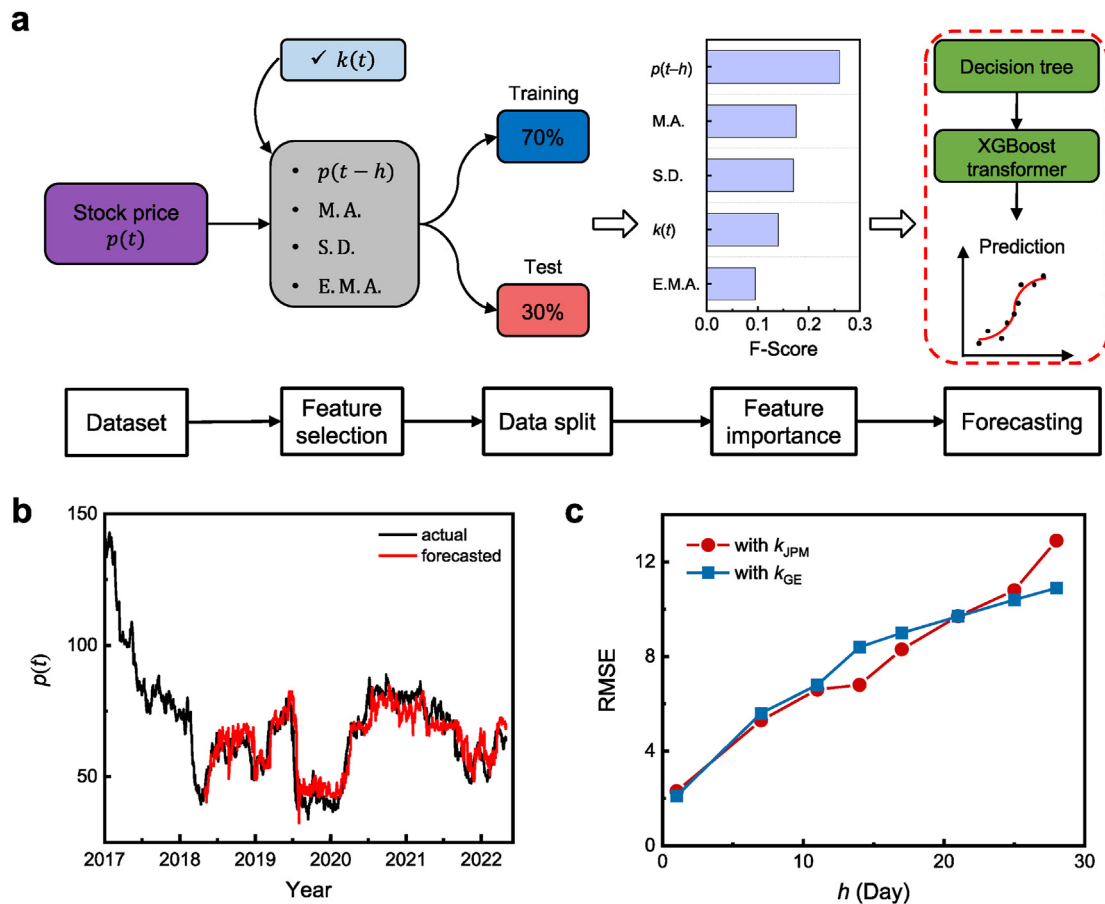 a
✓ k(t)
Stock price
p(t)
• p(t − h)
• M. A.
• S. D.
• E. M. A.
Training
70%
Test
30%
p(t–h)
M.A.
S.D.
k(t)
E.M.A.
0.0 0.1 0.2 0.3
F-Score
Decision tree
XGBoost
transformer
Prediction
Dataset
Feature
selection
Data split
Feature
importance
Forecasting
b
150
100
50
p(t)
actual
forecasted
2017 2018 2019 2020 2021 2022
Year
c
12
8
4
0
RMSE
with kJPM
with kGE
0 10 20 30
h (Day)